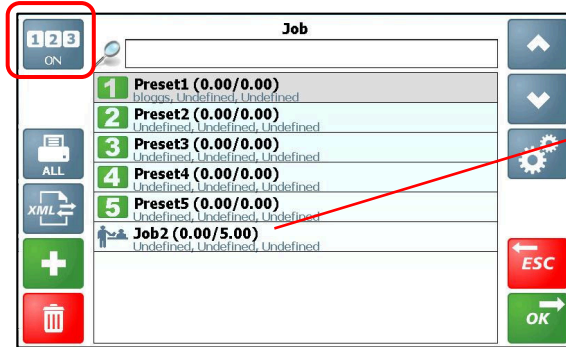 123
ON
Job
1 Preset1 (0.00/0.00)
bloggs, Undefined, Undefined
2 Preset2 (0.00/0.00)
Undefined, Undefined, Undefined
3 Preset3 (0.00/0.00)
Undefined, Undefined, Undefined
4 Preset4 (0.00/0.00)
Undefined, Undefined, Undefined
5 Preset5 (0.00/0.00)
Undefined, Undefined, Undefined
Job2 (0.00/5.00)
Undefined, Undefined, Undefined
ALL
XML
ESC
OK